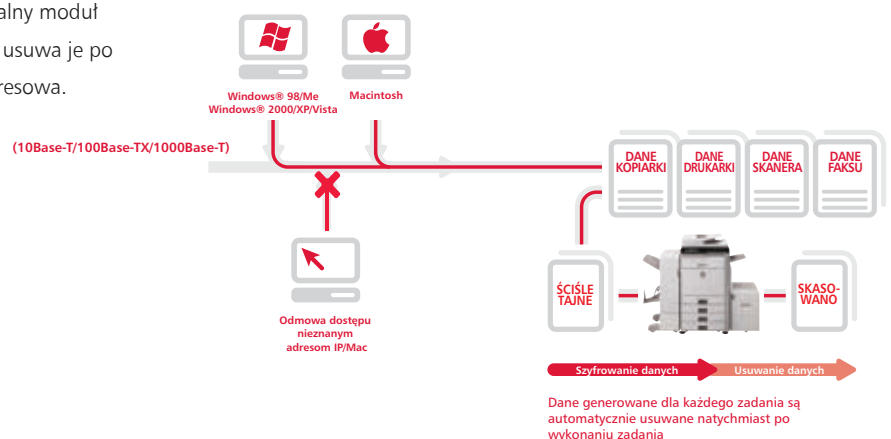 alny moduł
usuwa je po
resowa.
Windows® 98/Me
Windows® 2000/XP/Vista
Macintosh
(10Base-T/100Base-TX/1000Base-T)
DANE
KOPIARKI
DANE
DRUKARKI
DANE
SKANERA
DANE
FAKSU
ŚCIŚLE
TAJNE
SKASO-
WANO
Odmowa dostępu
nieznanym
adresom IP/Mac
Szyfrowanie danych
Usuwanie danych
Dane generowane dla każdego zadania są
automatycznie usuwane natychmiast po
wykonaniu zadania